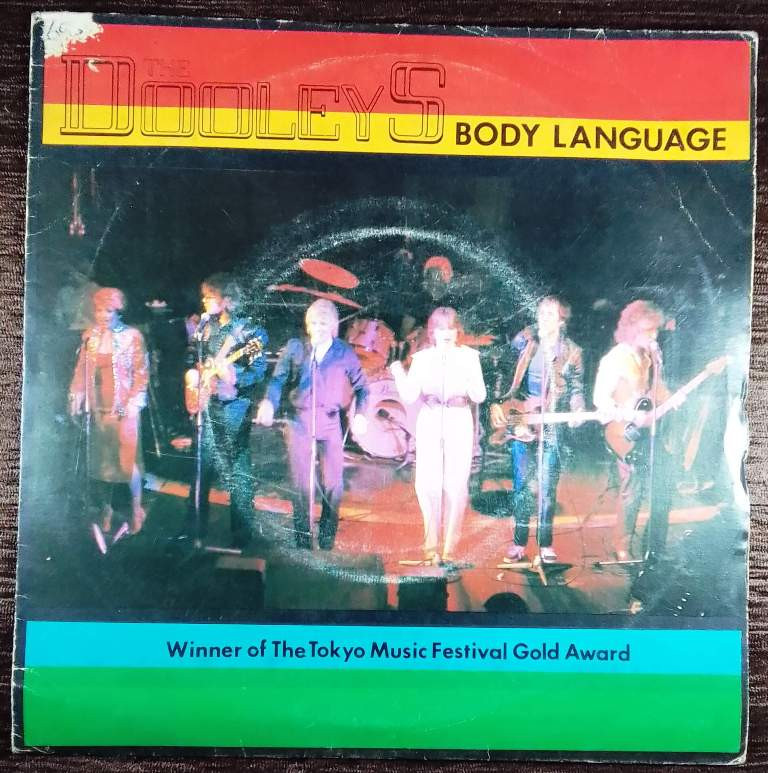 THE
DOOLEYS
BODY LANGUAGE
Winner of The Tokyo Music Festival Gold Award